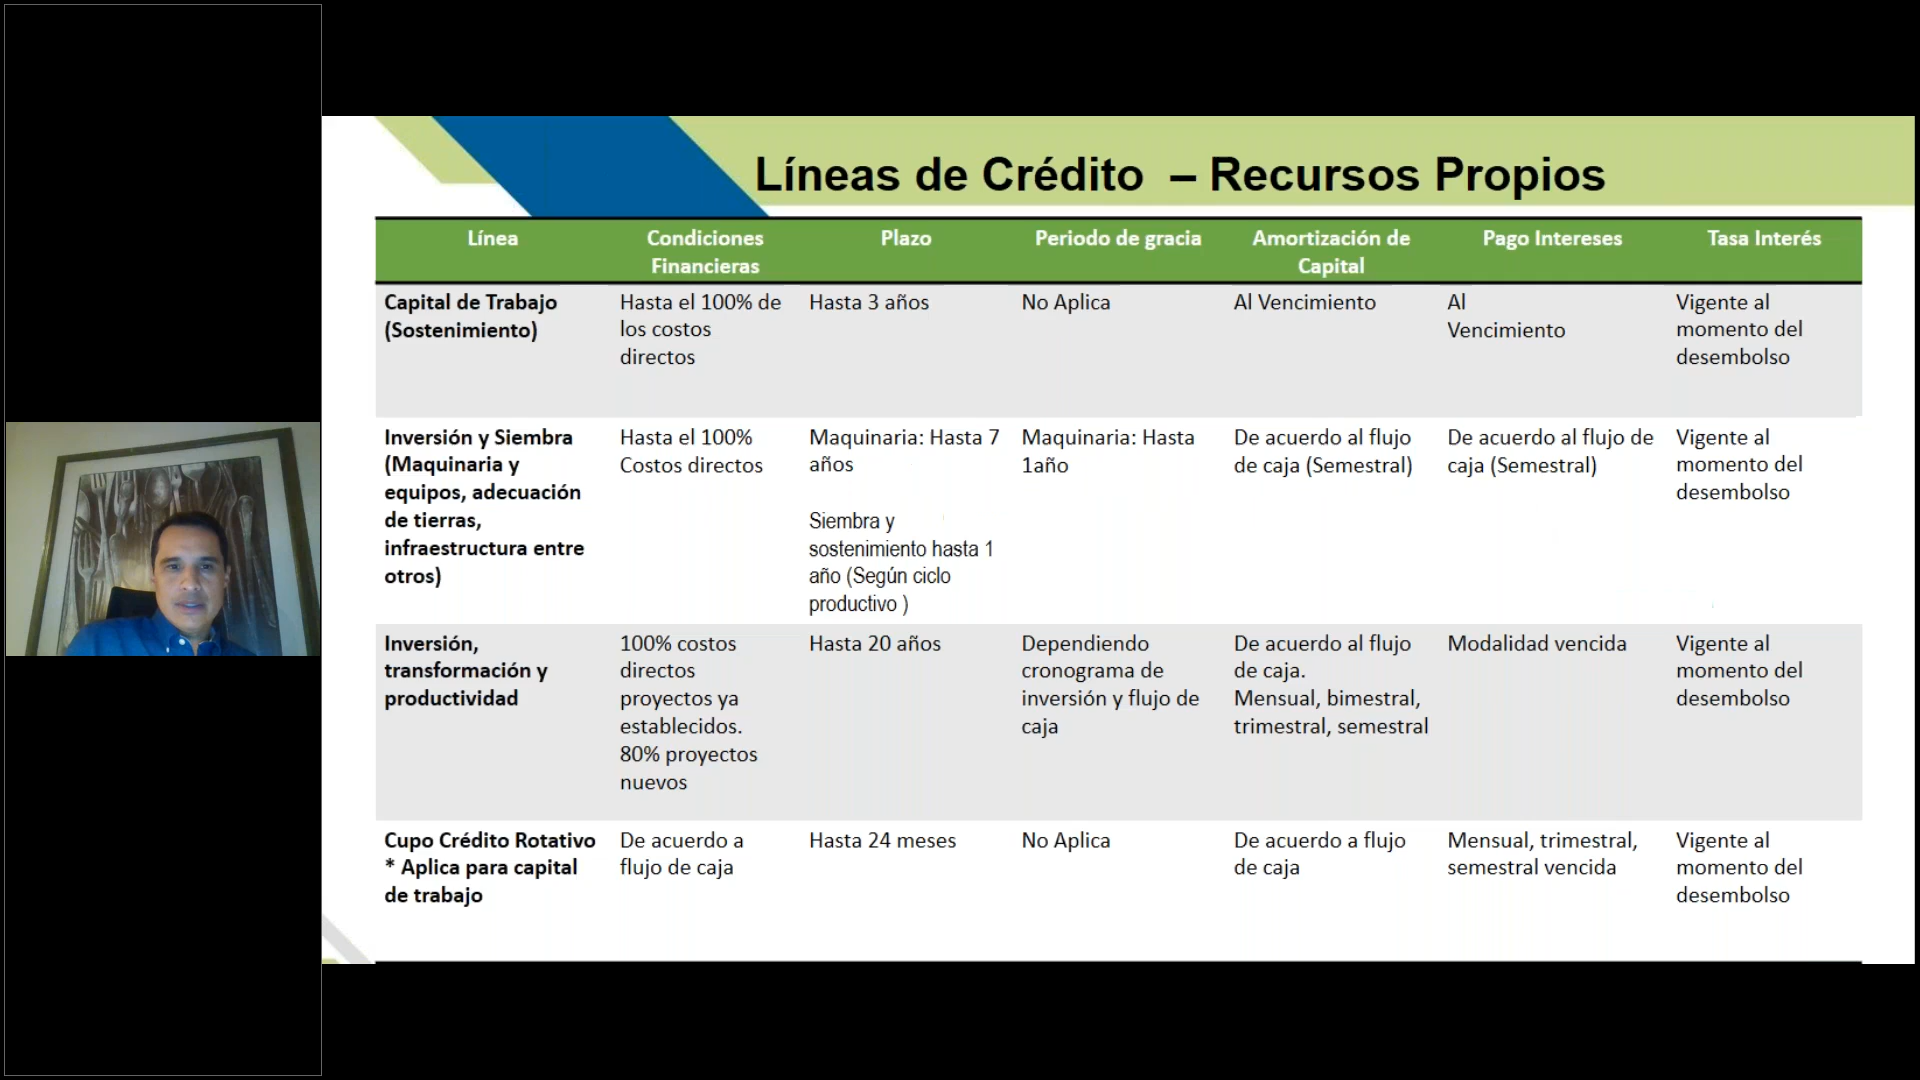 Líneas de Crédito – Recursos Propios
Línea
Condiciones
Financieras
Plazo
Periodo de gracia
Amortización de
Capital
Pago Intereses
Tasa Interés
Capital de Trabajo
(Sostenimiento)
Hasta el 100% de
los costos
directos
Hasta 3 años
No Aplica
Al Vencimiento
Al
Vencimiento
Vigente al
momento del
desembolso
Inversión y Siembra
(Maquinaria y
equipos, adecuación
de tierras,
infraestructura entre
otros)
Hasta el 100%
Costos directos
Maquinaria: Hasta 7
años
Siembra y
sostenimiento hasta 1
año (Según ciclo
productivo )
Maquinaria: Hasta
1año
De acuerdo al flujo
de caja (Semestral)
De acuerdo al flujo de
caja (Semestral)
Vigente al
momento del
desembolso
Inversión,
transformación y
productividad
100% costos
directos
proyectos ya
establecidos.
80% proyectos
nuevos
Hasta 20 años
Dependiendo
cronograma de
inversión y flujo de
caja
De acuerdo al flujo
de caja.
Mensual, bimestral,
trimestral, semestral
Modalidad vencida
Vigente al
momento del
desembolso
Cupo Crédito Rotativo
* Aplica para capital
de trabajo
De acuerdo a
flujo de caja
Hasta 24 meses
No Aplica
De acuerdo a flujo
de caja
Mensual, trimestral,
semestral vencida
Vigente al
momento del
desembolso